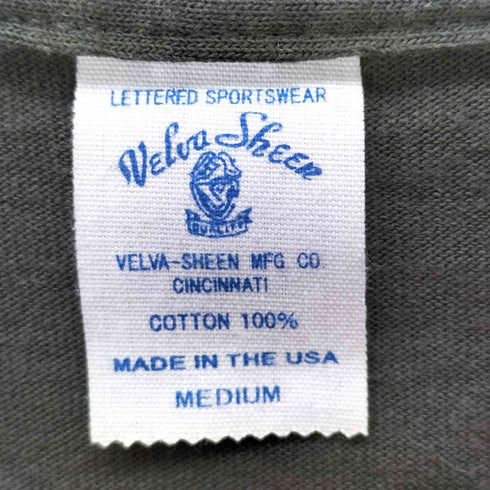 LETTERED SPORTSWEAR
Velva Sheen
QUALITY
VELVA-SHEEN MFG CO.
CINCINNATI
COTTON 100%
MADE IN THE USA
MEDIUM